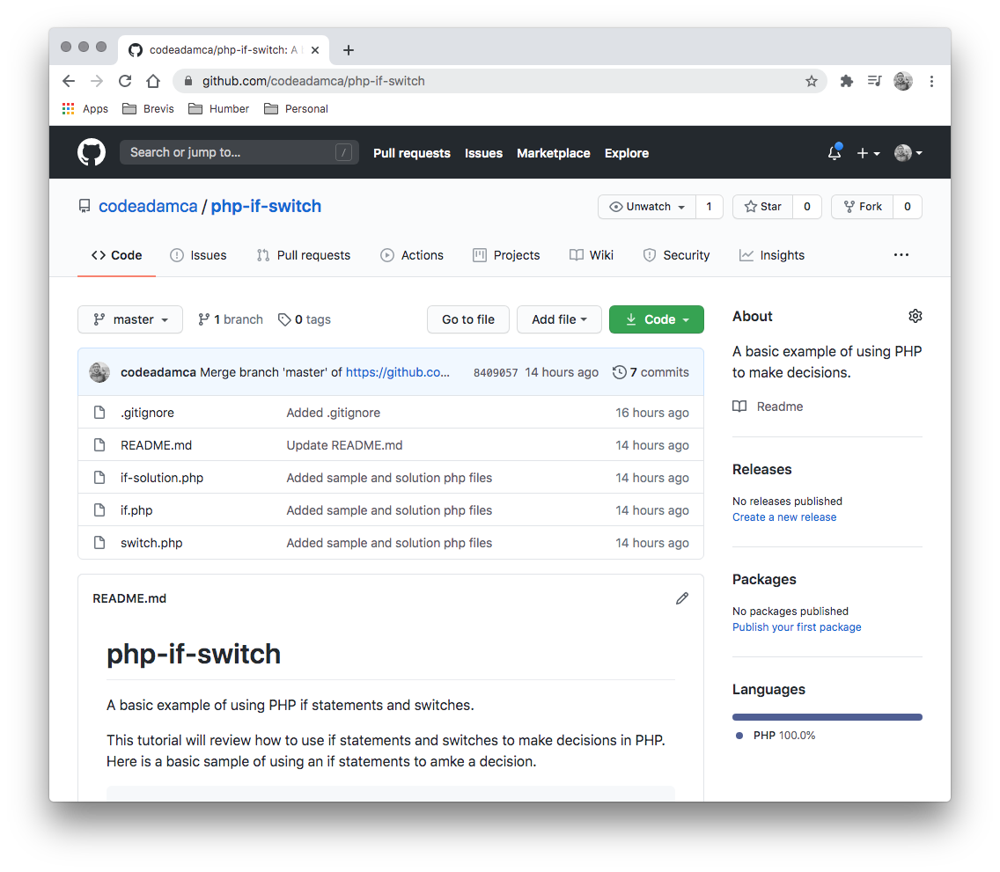 codeadamca/php-if-switch: A
github.com/codeadamca/php-if-switch
Apps Brevis Humber Personal
Search or jump to... / Pull requests Issues Marketplace Explore
codeadamca / php-if-switch Unwatch 1 Star 0 Fork 0
Code Issues Pull requests Actions Projects Wiki Security Insights ...
master 1 branch 0 tags Go to file Add file Code
codeadamca Merge branch 'master' of https://github.co... 8409057 14 hours ago 7 commits
.gitignore Added .gitignore 16 hours ago
README.md Update README.md 14 hours ago
if-solution.php Added sample and solution php files 14 hours ago
if.php Added sample and solution php files 14 hours ago
switch.php Added sample and solution php files 14 hours ago
README.md
php-if-switch
A basic example of using PHP if statements and switches.
This tutorial will review how to use if statements and switches to make decisions in PHP.
Here is a basic sample of using an if statements to amke a decision.
About
A basic example of using PHP
to make decisions.
Readme
Releases
No releases published
Create a new release
Packages
No packages published
Publish your first package
Languages
PHP 100.0%